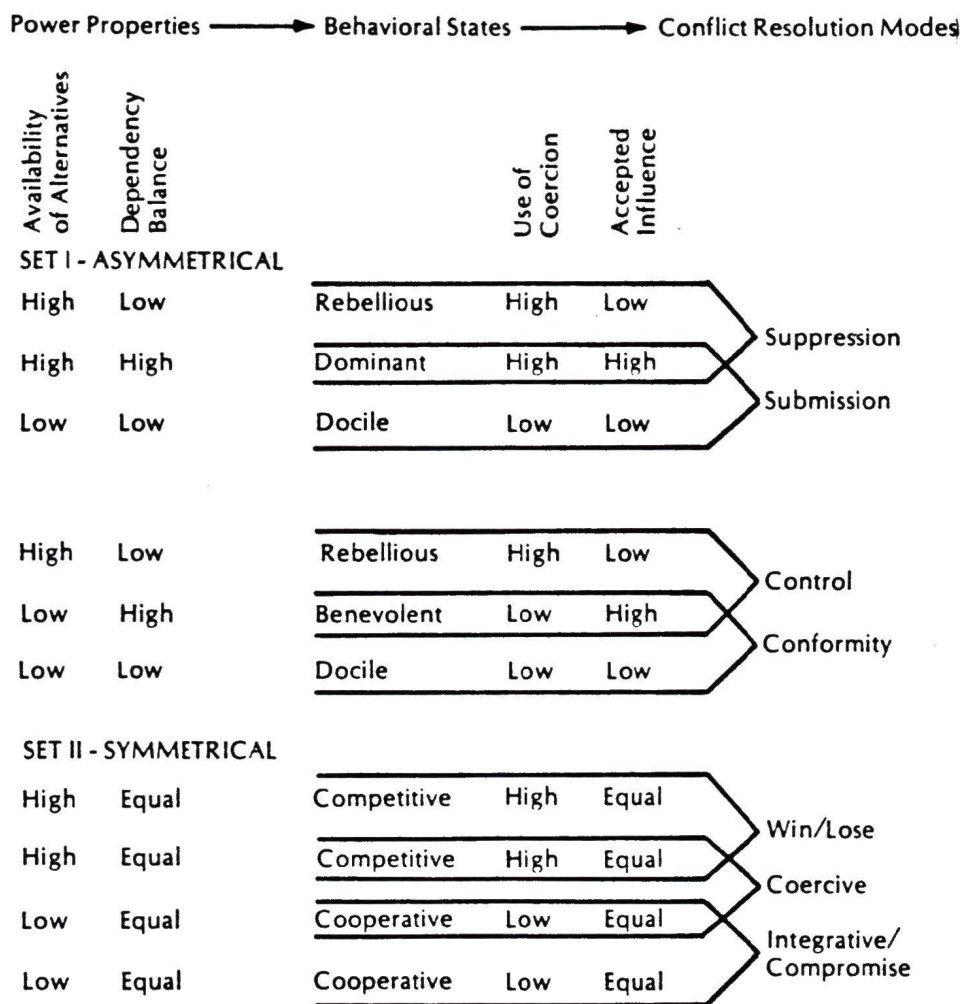 Power Properties Behavioral States Conflict Resolution Modes
Availability
of Alternatives
Dependency
Balance
Use of
Coercion
Accepted
Influence
SET I - ASYMMETRICAL
High Low Rebellious High Low
Suppression
High High Dominant High High
Submission
Low Low Docile Low Low
High Low Rebellious High Low
Control
Low High Benevolent Low High
Conformity
Low Low Docile Low Low
SET II - SYMMETRICAL
High Equal Competitive High Equal
Win/Lose
High Equal Competitive High Equal
Coercive
Low Equal Cooperative Low Equal
Integrative/
Compromise
Low Equal Cooperative Low Equal